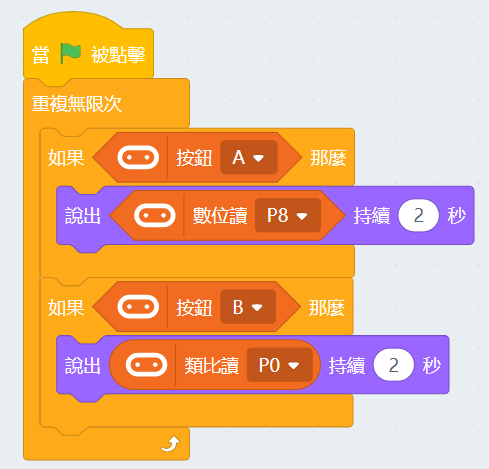 當 被點擊
重複無限次
如果 按鈕 A 那麼
說出 數位讀 P8 持續 2 秒
如果 按鈕 B 那麼
說出 類比讀 P0 持續 2 秒